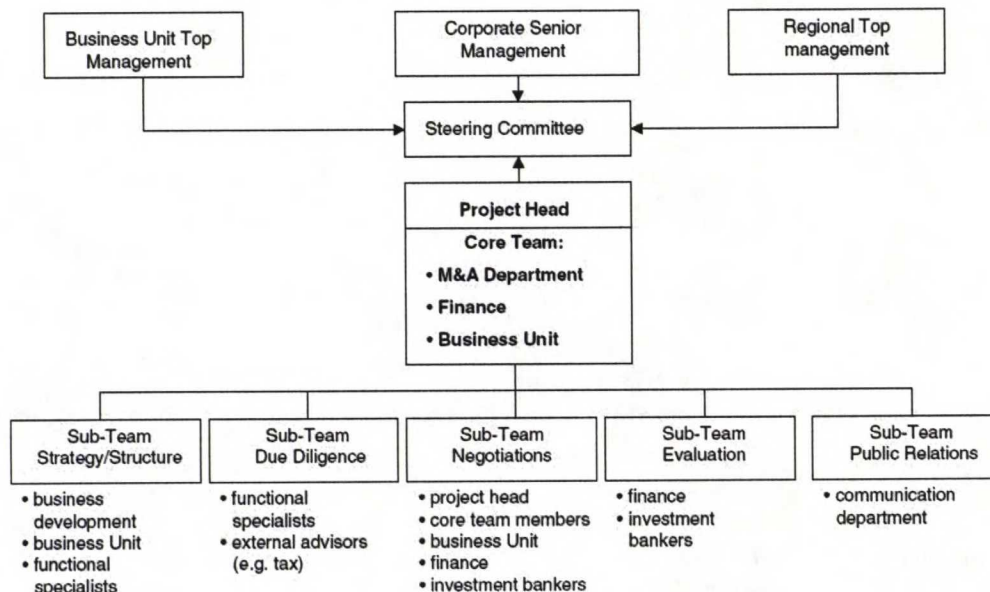 Business Unit Top
Management
Corporate Senior
Management
Regional Top
management
Steering Committee
Project Head
Core Team:
• M&A Department
• Finance
• Business Unit
Sub-Team
Strategy/Structure
• business
development
• business Unit
• functional
specialists
Sub-Team
Due Diligence
• functional
specialists
• external advisors
(e.g. tax)
Sub-Team
Negotiations
• project head
• core team members
• business Unit
• finance
• investment bankers
Sub-Team
Evaluation
• finance
• investment
bankers
Sub-Team
Public Relations
• communication
department